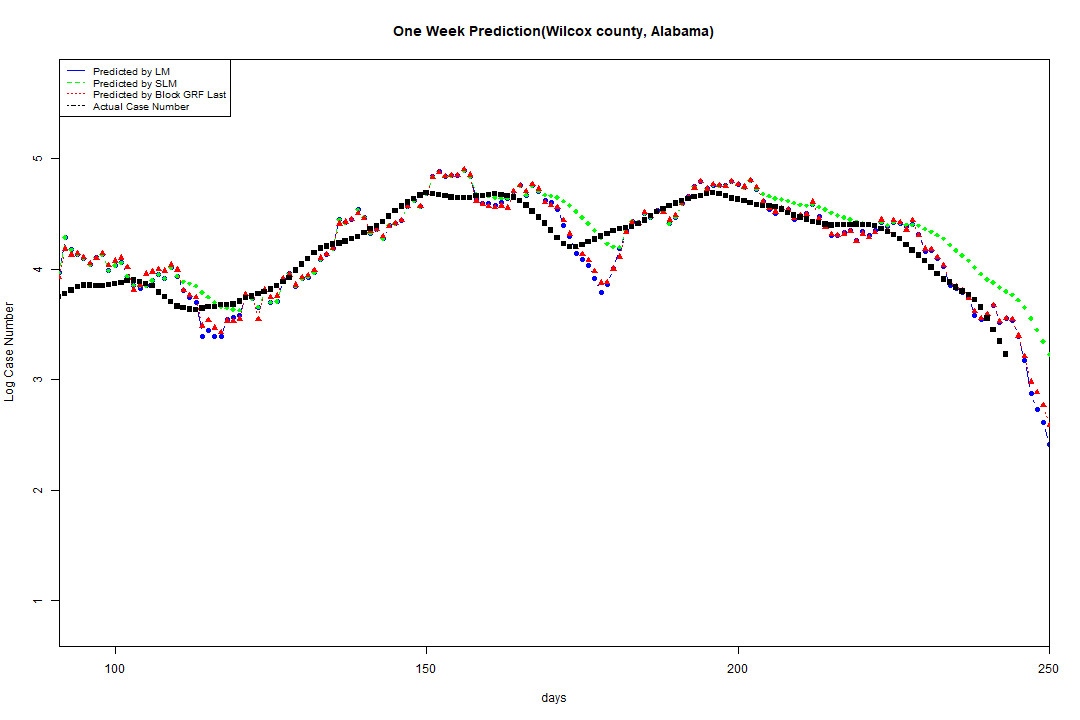 One Week Prediction(Wilcox county, Alabama)
Predicted by LM
Predicted by SLM
Predicted by Block GRF Last
Actual Case Number
5
4
3
2
1
Log Case Number
100 150 200 250
days